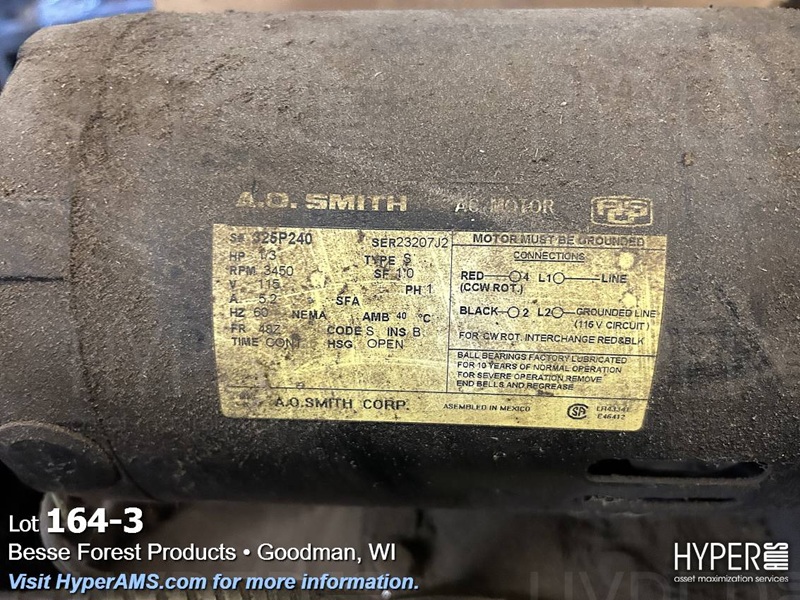 A.O. SMITH AC MOTOR
S# 325P240 SER23207J2
HP 1/3 TYPE S
RPM 3450 SF 1.0
V 115 PH 1
A. 5.2 SFA
HZ 60 NEMA AMB 40 °C
FR 48Z CODE S INS B
TIME CONT HSG OPEN
MOTOR MUST BE GROUNDED
CONNECTIONS
RED 4 L1 LINE
(CCW ROT.)
BLACK 2 L2 GROUNDED LINE
(115 V CIRCUIT)
FOR CW ROT. INTERCHANGE RED&BLK
BALL BEARINGS FACTORY LUBRICATED
FOR 10 YEARS OF NORMAL OPERATION
FOR SEVERE OPERATION REMOVE
END BELLS AND REGREASE
A.O.SMITH CORP. ASEMBLED IN MEXICO
Lot 164-3
Besse Forest Products • Goodman, WI
Visit HyperAMS.com for more information.
HYPER AMS
asset maximization services